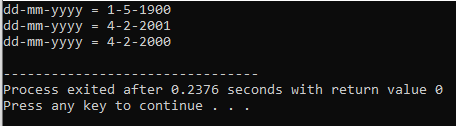 dd-mm-yyyy = 1-5-1900
dd-mm-yyyy = 4-2-2001
dd-mm-yyyy = 4-2-2000
--------------------------------
Process exited after 0.2376 seconds with return value 0
Press any key to continue . . .